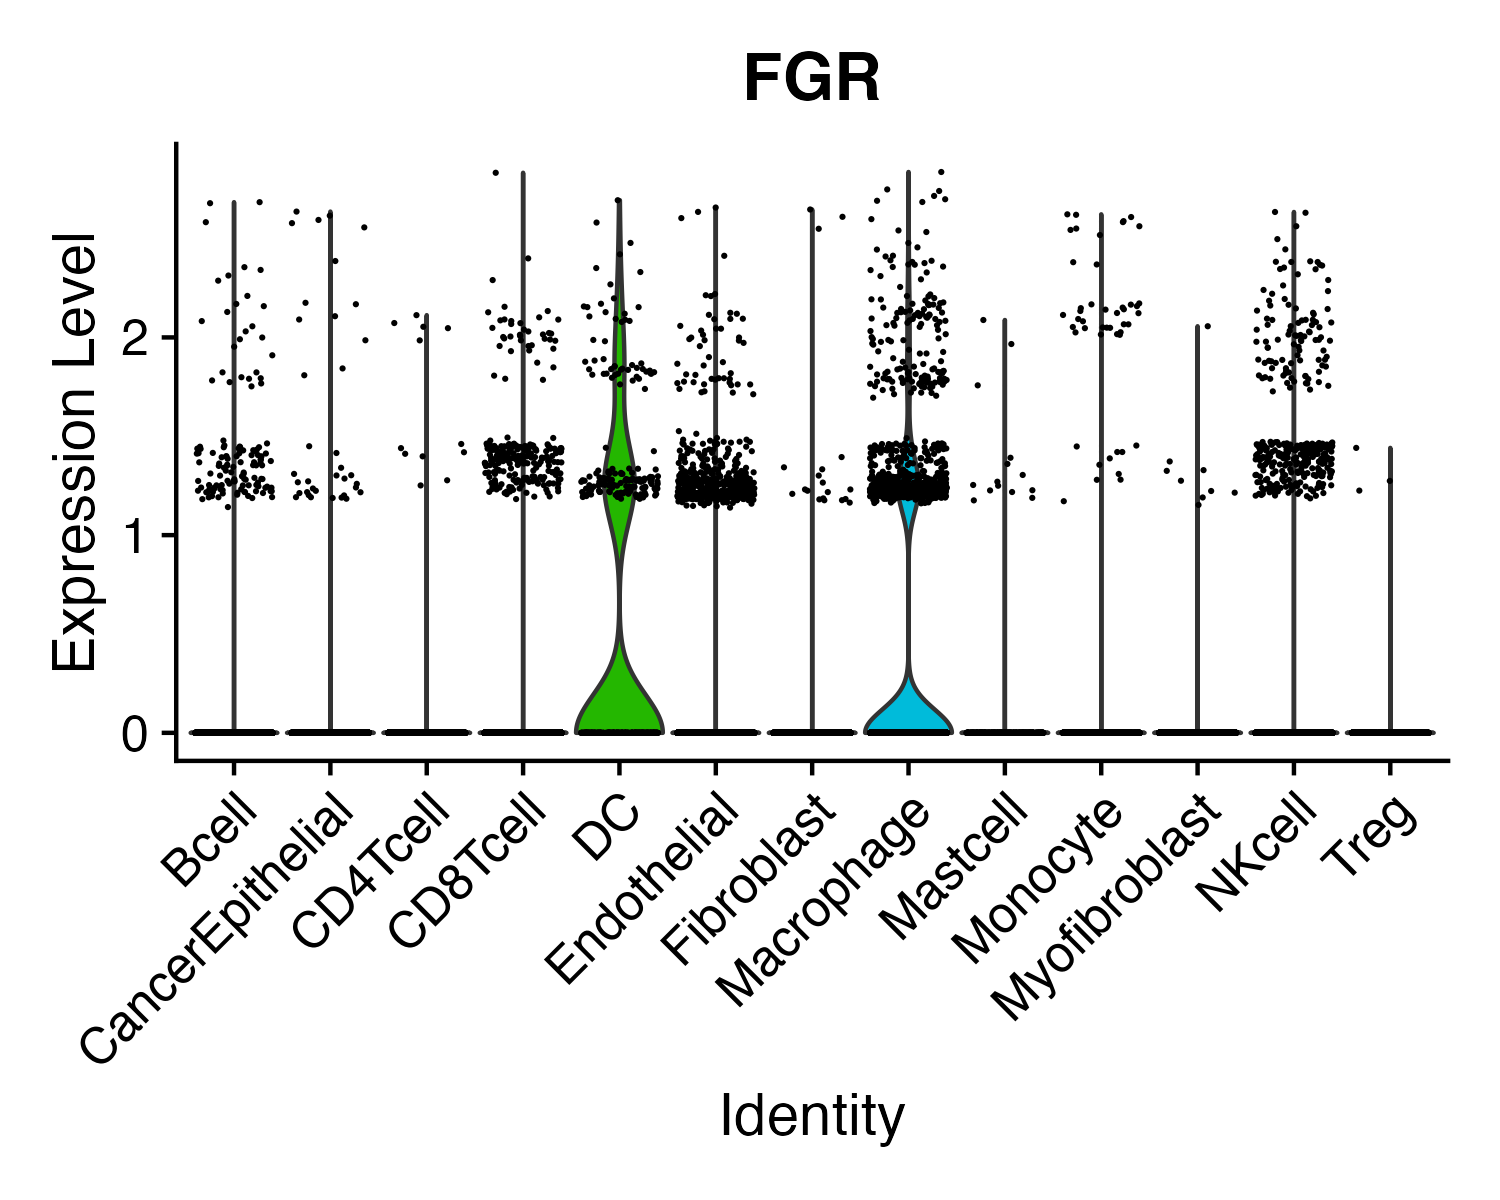 FGR
Expression Level
2
1
0
Bcell
CancerEpithelial
CD4Tcell
CD8Tcell
DC
Endothelial
Fibroblast
Macrophage
Mastcell
Monocyte
Myofibroblast
NKcell
Treg
Identity